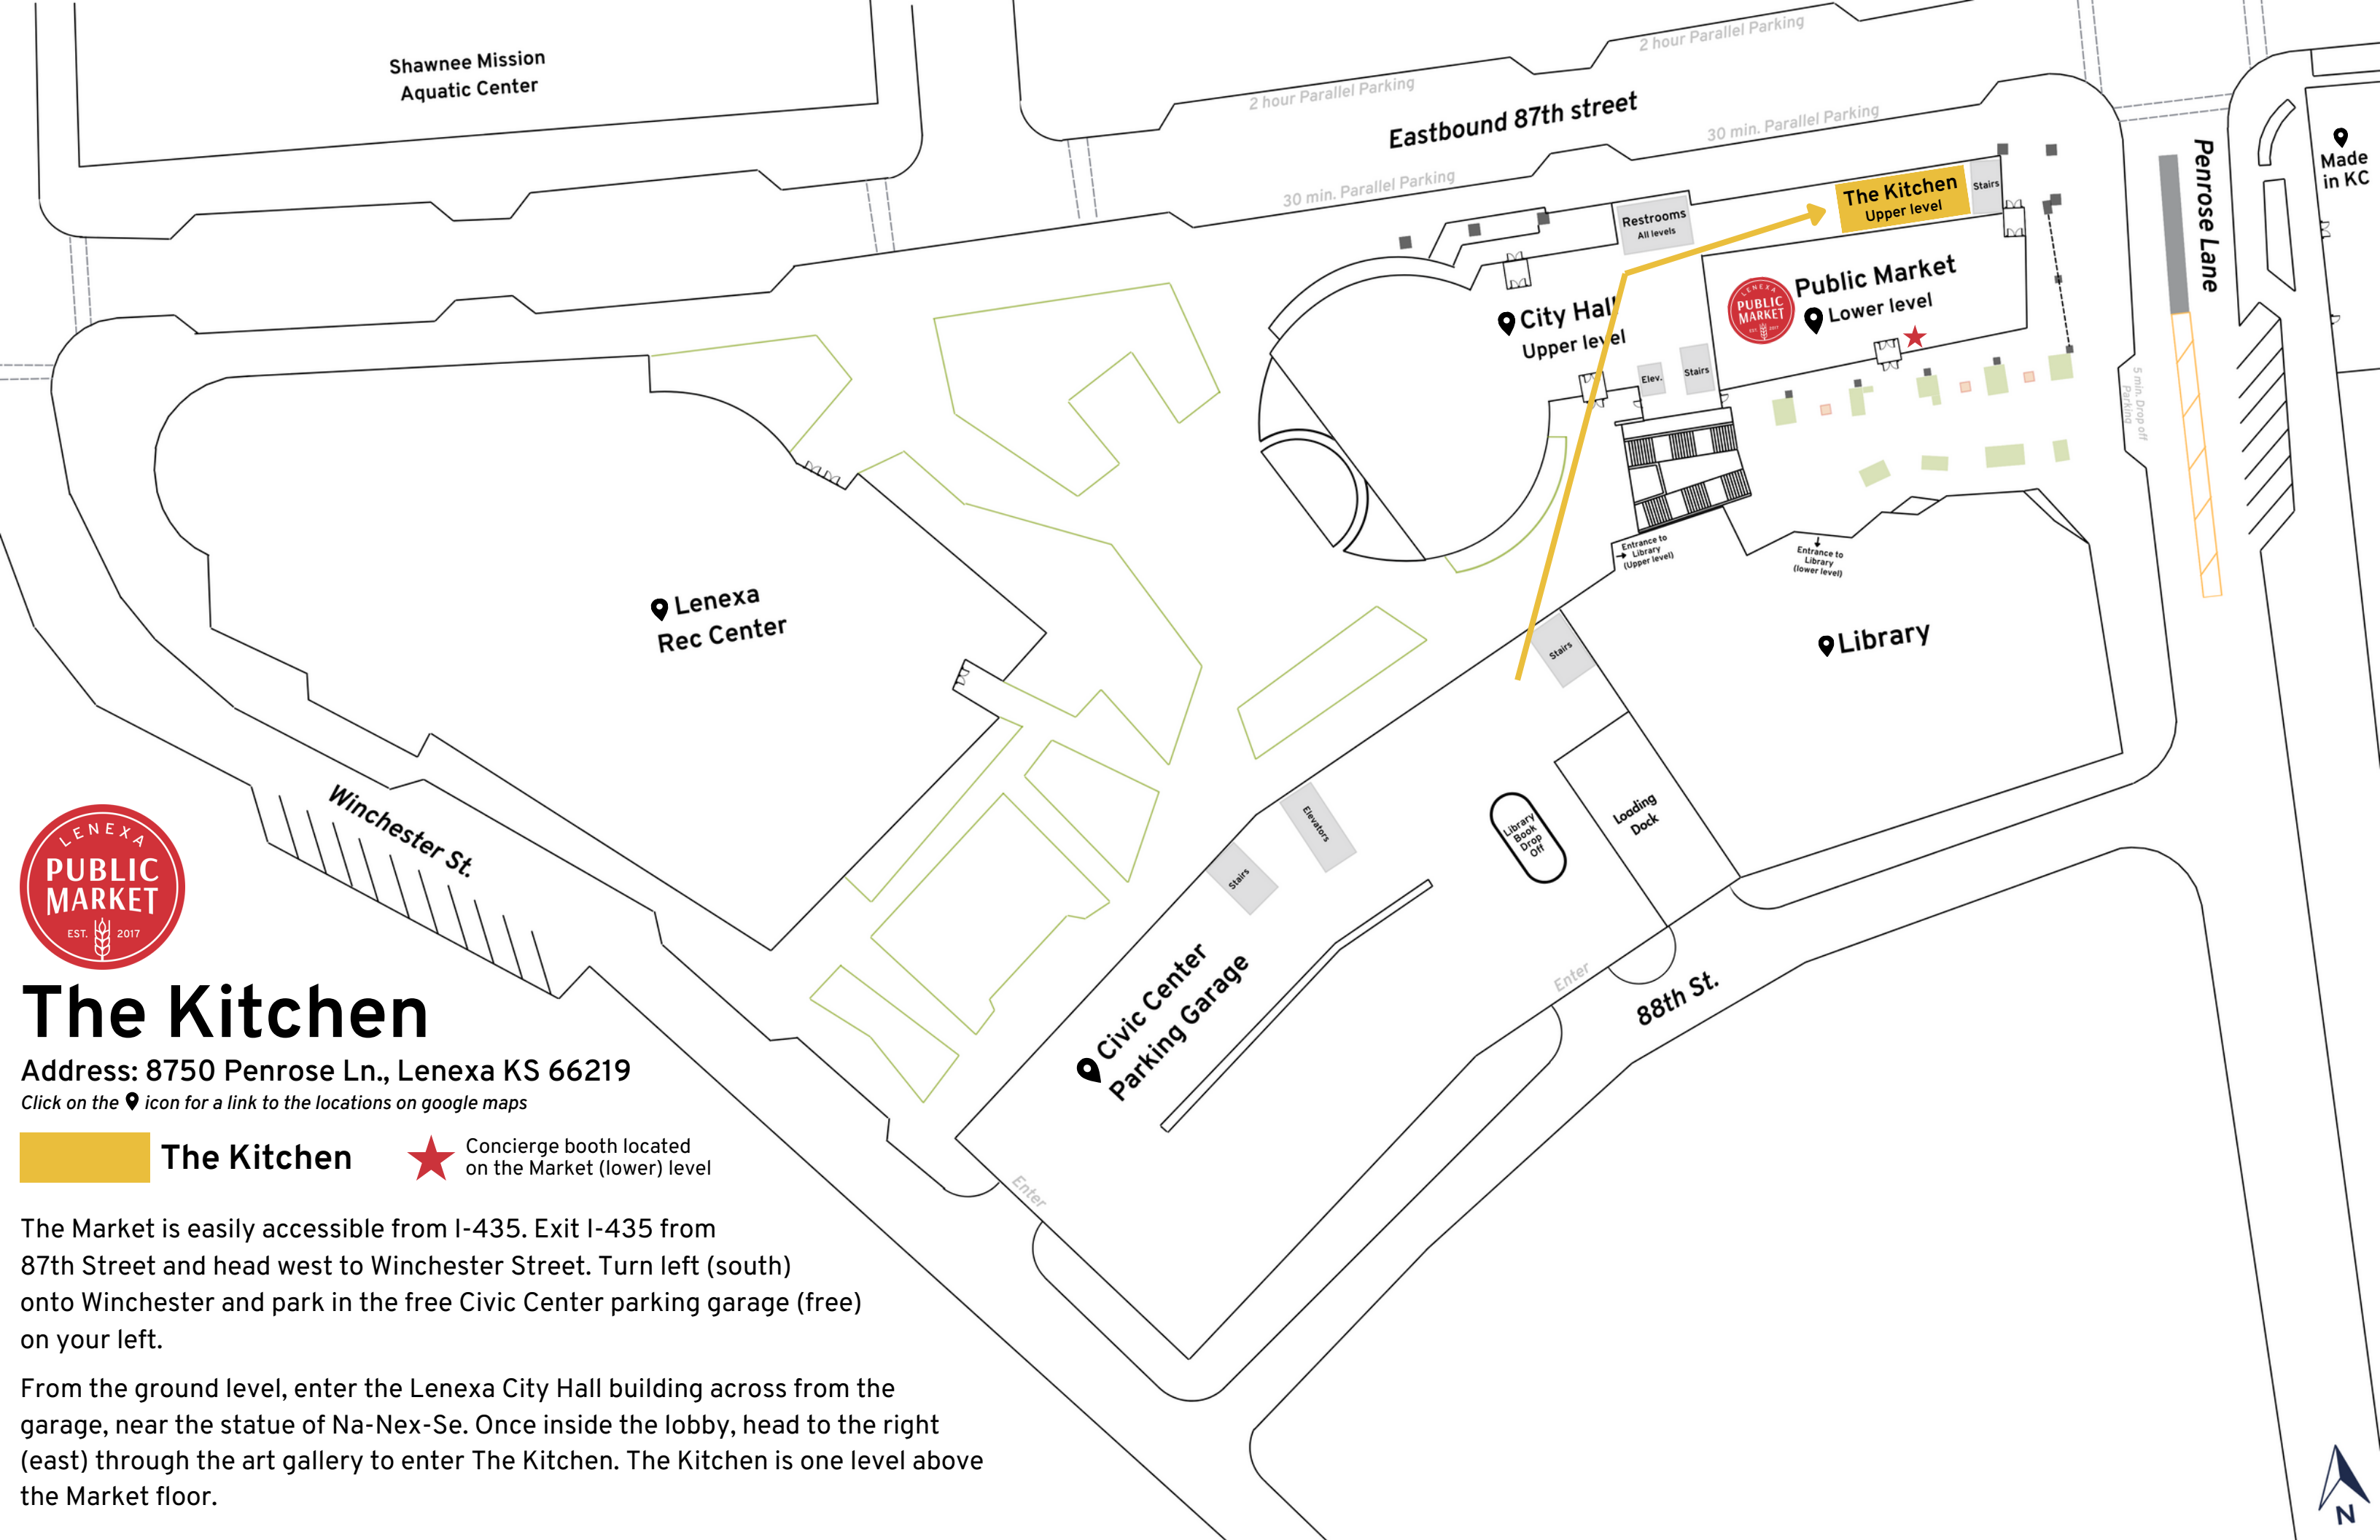 Shawnee Mission
Aquatic Center
2 hour Parallel Parking
2 hour Parallel Parking
Eastbound 87th street
30 min. Parallel Parking
30 min. Parallel Parking
Penrose Lane
Made
in KC
The Kitchen
Upper level
Stairs
Restrooms
All levels
City Hall
Upper level
LENEXA
PUBLIC
MARKET
EST. 2017
Public Market
Lower level
Elev.
Stairs
5 min. Drop off
Parking
Entrance to
Library
(Upper level)
Entrance to
Library
(lower level)
Library
Stairs
Lenexa
Rec Center
Elevators
Stairs
Library
Book
Drop
Off
Loading
Dock
Civic Center
Parking Garage
Enter
Enter
88th St.
Winchester St.
LENEXA
PUBLIC
MARKET
EST. 2017
The Kitchen
Address: 8750 Penrose Ln., Lenexa KS 66219
Click on the icon for a link to the locations on google maps
The Kitchen
Concierge booth located
on the Market (lower) level
The Market is easily accessible from I-435. Exit I-435 from
87th Street and head west to Winchester Street. Turn left (south)
onto Winchester and park in the free Civic Center parking garage (free)
on your left.
From the ground level, enter the Lenexa City Hall building across from the
garage, near the statue of Na-Nex-Se. Once inside the lobby, head to the right
(east) through the art gallery to enter The Kitchen. The Kitchen is one level above
the Market floor.
N